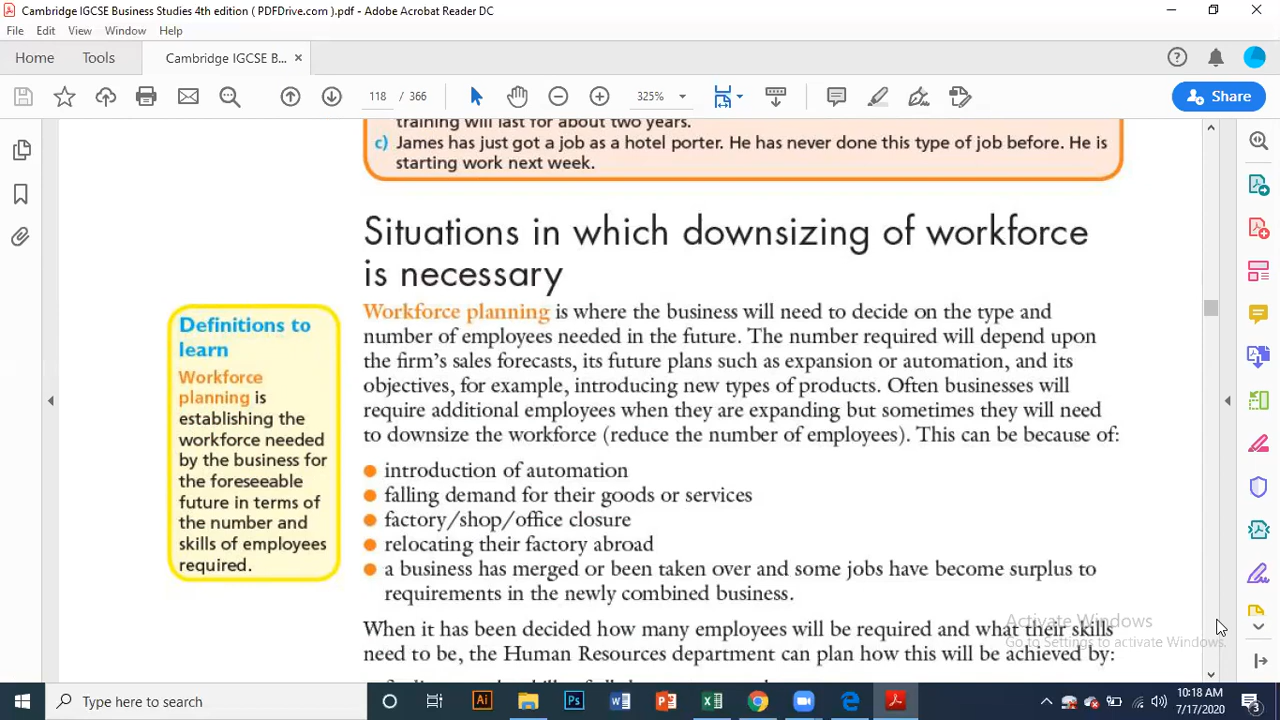 Cambridge IGCSE Business Studies 4th edition ( PDFDrive.com ).pdf - Adobe Acrobat Reader DC
File Edit View Window Help
Home Tools Cambridge IGCSE B... ×
118 / 366 325% Share
training will last for about two years.
c) James has just got a job as a hotel porter. He has never done this type of job before. He is
starting work next week.
Situations in which downsizing of workforce
is necessary
Definitions to
learn
Workforce
planning is
establishing the
workforce needed
by the business for
the foreseeable
future in terms of
the number and
skills of employees
required.
Workforce planning is where the business will need to decide on the type and
number of employees needed in the future. The number required will depend upon
the firm's sales forecasts, its future plans such as expansion or automation, and its
objectives, for example, introducing new types of products. Often businesses will
require additional employees when they are expanding but sometimes they will need
to downsize the workforce (reduce the number of employees). This can be because of:
introduction of automation
falling demand for their goods or services
factory/shop/office closure
relocating their factory abroad
a business has merged or been taken over and some jobs have become surplus to
requirements in the newly combined business.
When it has been decided how many employees will be required and what their skills
need to be, the Human Resources department can plan how this will be achieved by:
Activate Windows
Go to Settings to activate Windows.
Type here to search
10:18 AM
7/17/2020
3